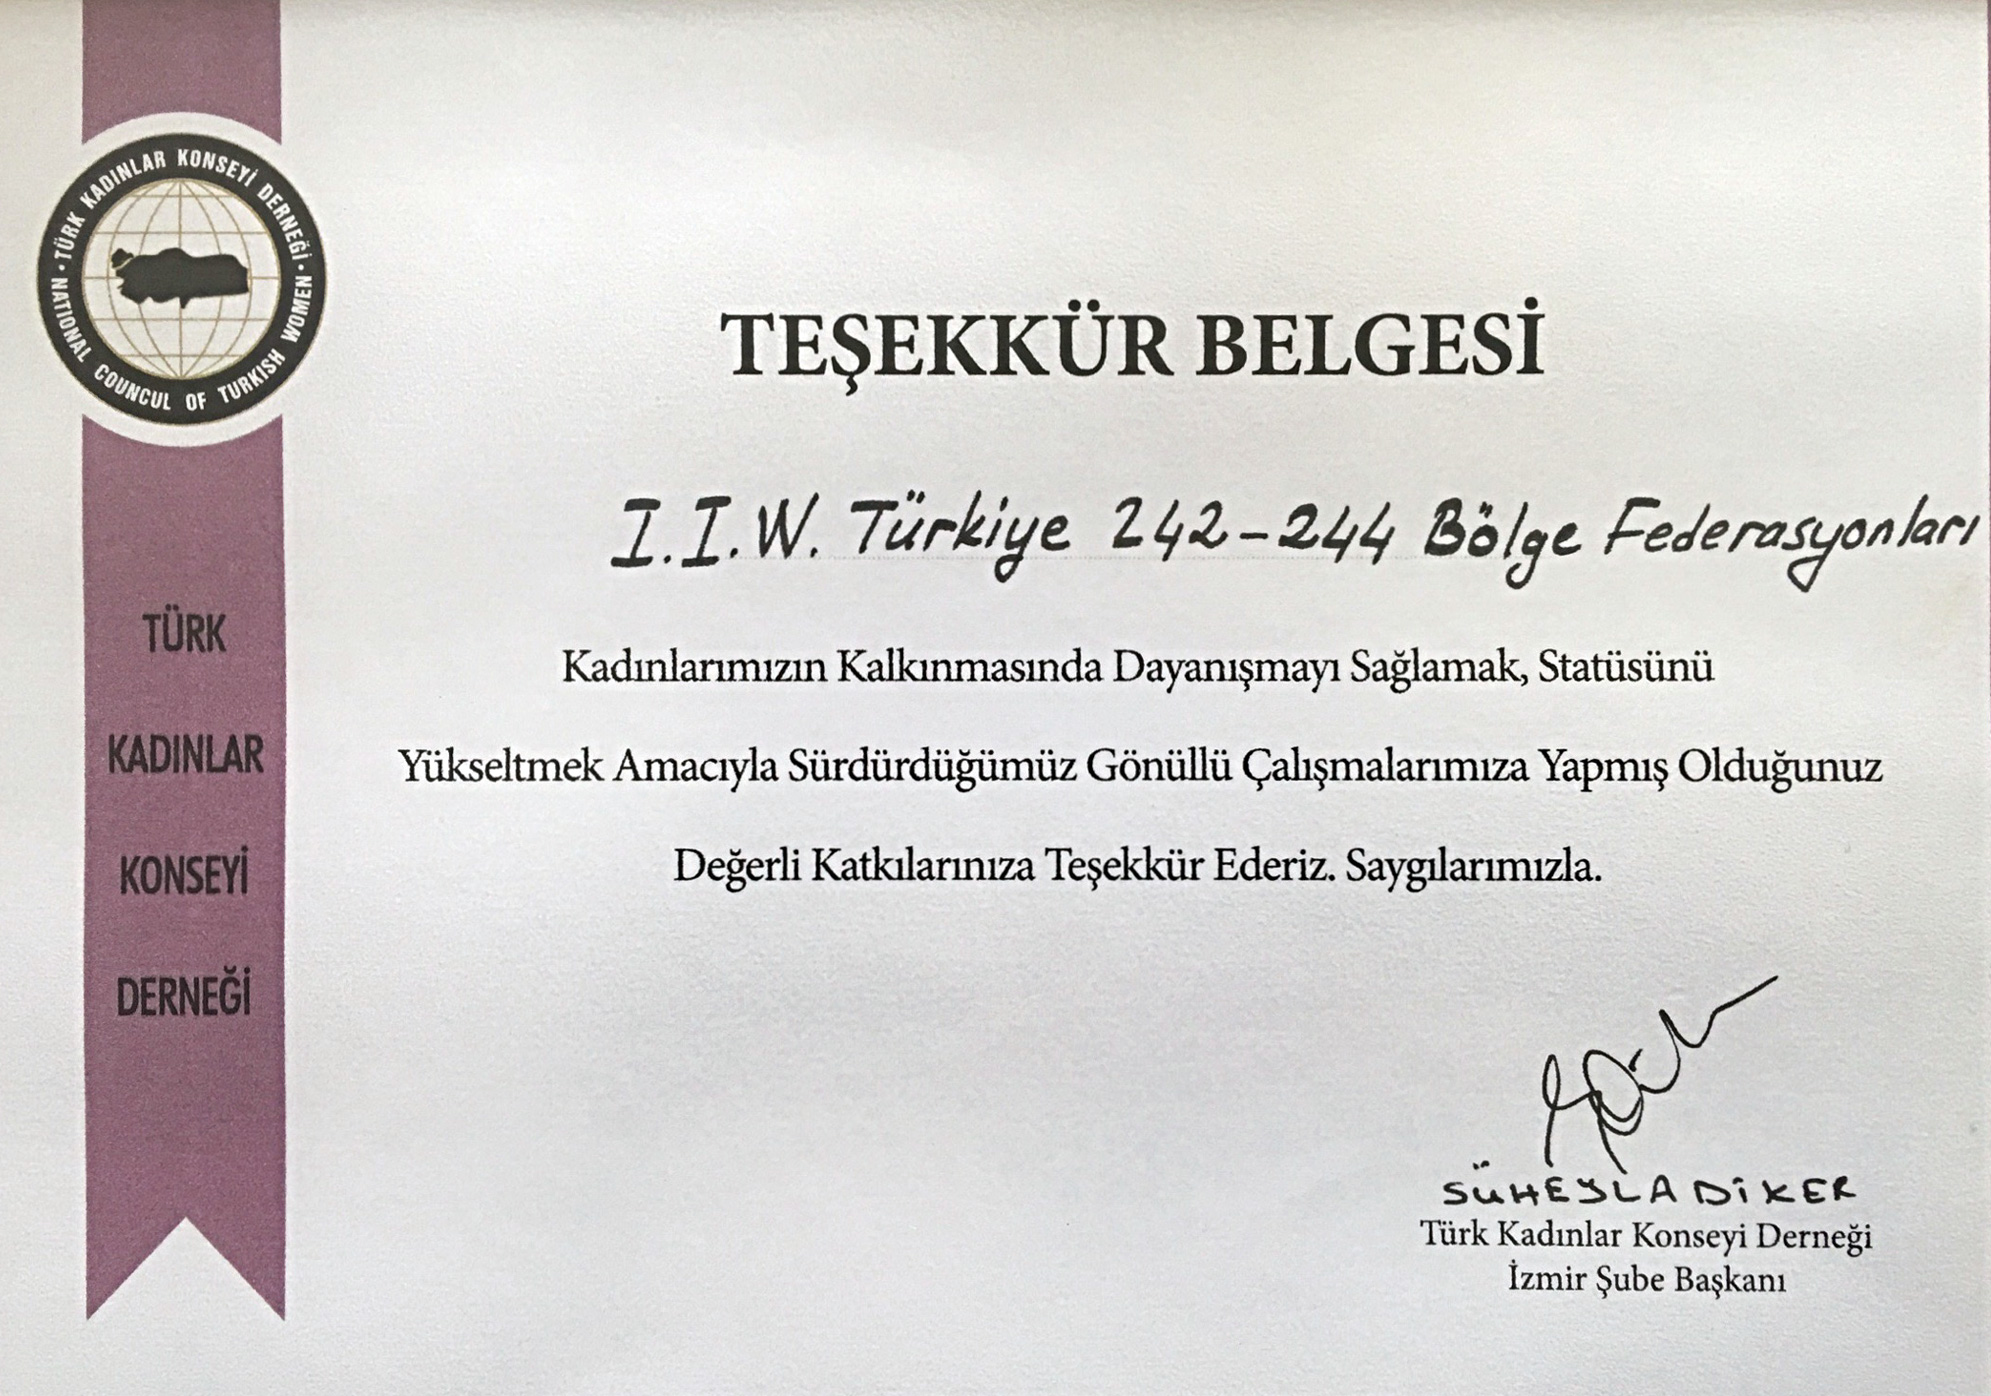 TÜRK KADINLAR KONSEYİ DERNEĞİ
NATIONAL COUNCUL OF TURKISH WOMEN
TÜRK
KADINLAR
KONSEYİ
DERNEĞİ
TEŞEKKÜR BELGESİ
I.I.W. Türkiye 242-244 Bölge Federasyonları
Kadınlarımızın Kalkınmasında Dayanışmayı Sağlamak, Statüsünü
Yükseltmek Amacıyla Sürdürdüğümüz Gönüllü Çalışmalarımıza Yapmış Olduğunuz
Değerli Katkılarınıza Teşekkür Ederiz. Saygılarımızla.
SÜHEYLA DİKER
Türk Kadınlar Konseyi Derneği
İzmir Şube Başkanı